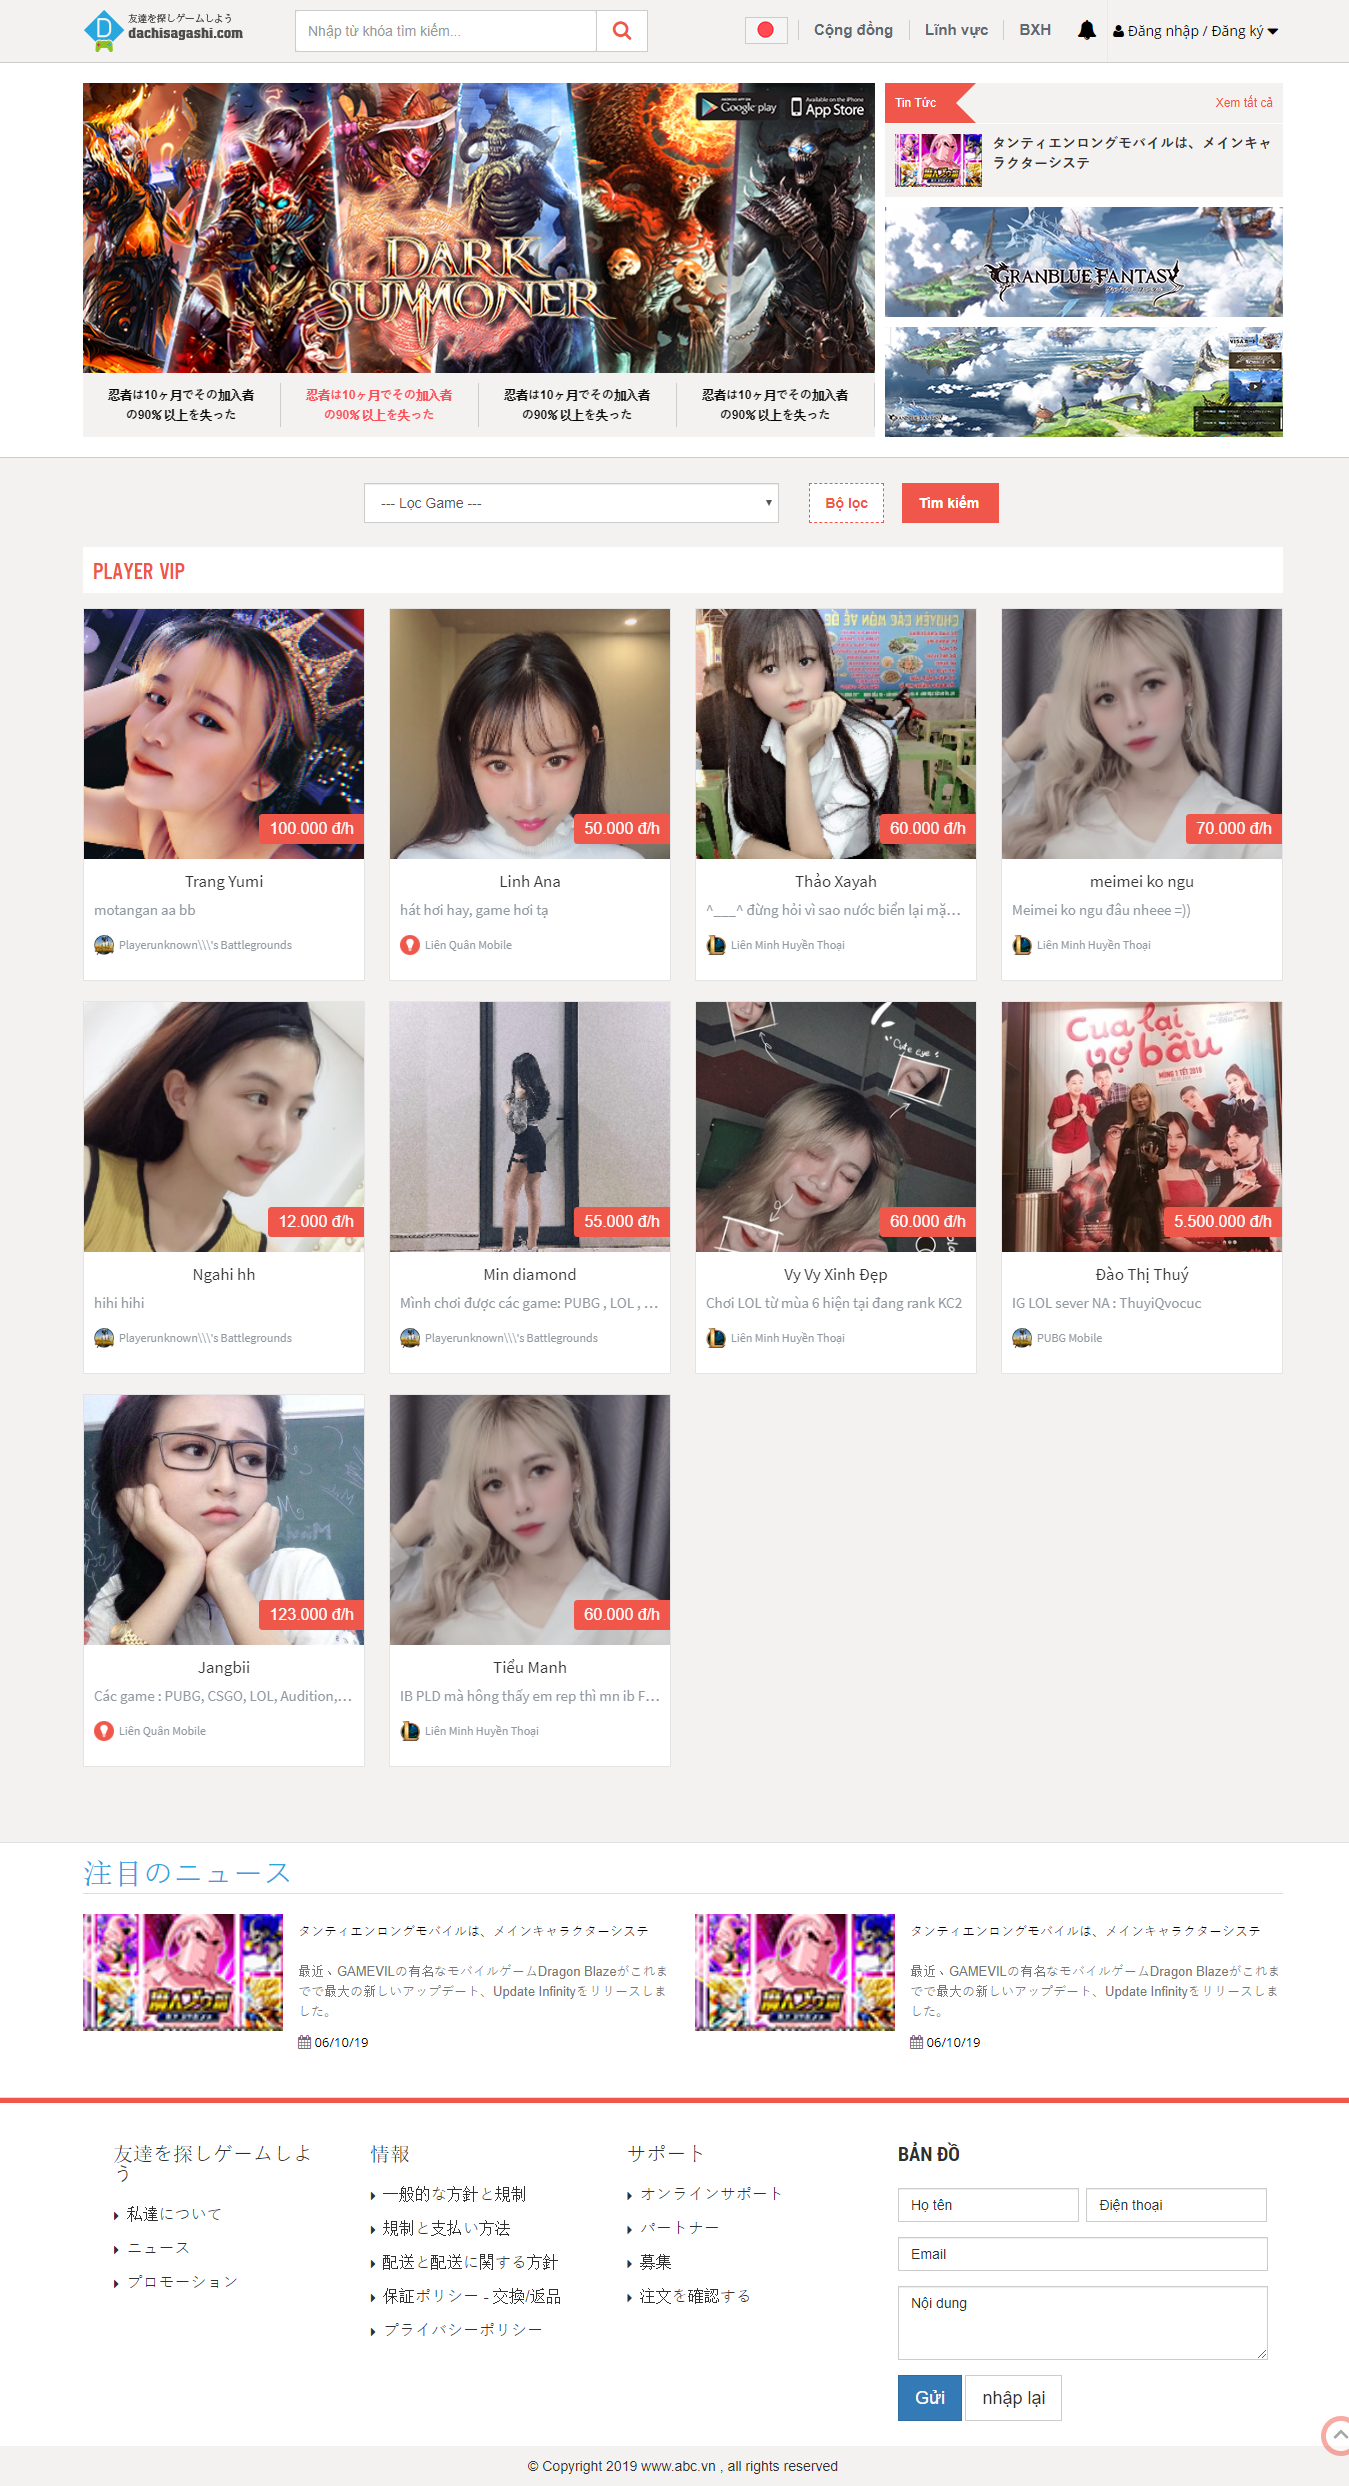 友達を探しゲームしよう
dachisagashi.com
Nhập từ khóa tìm kiếm...
Cộng đồng
Lĩnh vực
BXH
Đăng nhập / Đăng ký
ANDROID APP ON
Google play
Available on the iPhone
App Store
DARK
SUMMONER
忍者は10ヶ月でその加入者
の90％以上を失った
忍者は10ヶ月でその加入者
の90％以上を失った
忍者は10ヶ月でその加入者
の90％以上を失った
忍者は10ヶ月でその加入者
の90％以上を失った
Tin Tức
Xem tất cả
タンティエンロングモバイルは、メインキャ
ラクターシステ
GRANBLUE FANTASY
GRANBLUE FANTASY
--- Lọc Game ---
Bộ lọc
Tìm kiếm
PLAYER VIP
100.000 đ/h
Trang Yumi
motangan aa bb
Playerunknown\\\'s Battlegrounds
50.000 đ/h
Linh Ana
hát hơi hay, game hơi tạ
Liên Quân Mobile
CHUYÊN CÁC MÓN VỀ ỐC
60.000 đ/h
Thảo Xayah
^___^ đừng hỏi vì sao nước biển lại mặ...
Liên Minh Huyền Thoại
70.000 đ/h
meimei ko ngu
Meimei ko ngu đâu nheee =))
Liên Minh Huyền Thoại
12.000 đ/h
Ngahi hh
hihi hihi
Playerunknown\\\'s Battlegrounds
55.000 đ/h
Min diamond
Mình chơi được các game: PUBG , LOL , ...
Playerunknown\\\'s Battlegrounds
Cute eye
60.000 đ/h
Vy Vy Xinh Đẹp
Chơi LOL từ mùa 6 hiện tại đang rank KC2
Liên Minh Huyền Thoại
Cua lại
vợ bầu
MÙNG 1 TẾT 2019
5.500.000 đ/h
Đào Thị Thuý
IG LOL sever NA : ThuyiQvocuc
PUBG Mobile
123.000 đ/h
Jangbii
Các game : PUBG, CSGO, LOL, Audition,...
Liên Quân Mobile
60.000 đ/h
Tiểu Manh
IB PLD mà hông thấy em rep thì mn ib F...
Liên Minh Huyền Thoại
注目のニュース
タンティエンロングモバイルは、メインキャラクターシステ
最近、GAMEVILの有名なモバイルゲームDragon Blazeがこれま
でで最大の新しいアップデート、Update Infinityをリリースしま
した。
06/10/19
タンティエンロングモバイルは、メインキャラクターシステ
最近、GAMEVILの有名なモバイルゲームDragon Blazeがこれま
でで最大の新しいアップデート、Update Infinityをリリースしま
した。
06/10/19
友達を探しゲームしよ
う
私達について
ニュース
プロモーション
情報
一般的な方針と規制
規制と支払い方法
配送と配送に関する方針
保証ポリシー - 交換/返品
プライバシーポリシー
サポート
オンラインサポート
パートナー
募集
注文を確認する
BẢN ĐỒ
Họ tên
Điện thoại
Email
Nội dung
Gửi
nhập lại
© Copyright 2019 www.abc.vn , all rights reserved